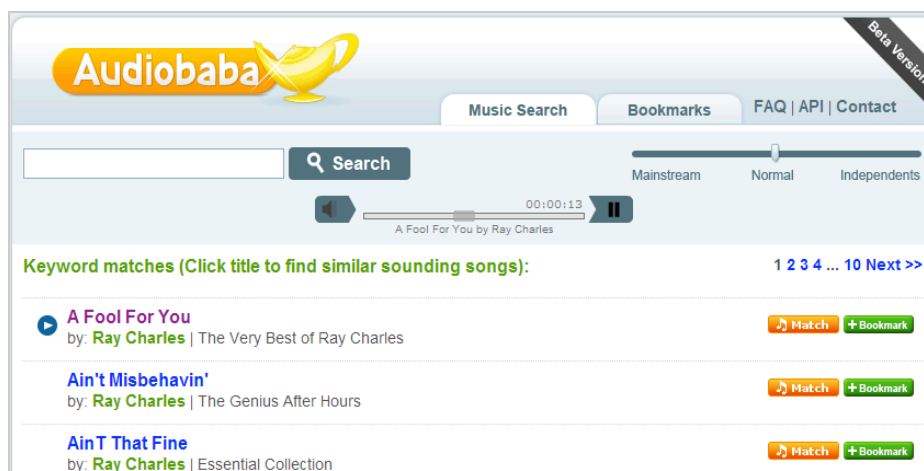 Beta Version
Audiobaba
Music Search
Bookmarks
FAQ | API | Contact
Search
Mainstream
Normal
Independents
00:00:13
A Fool For You by Ray Charles
Keyword matches (Click title to find similar sounding songs):
1 2 3 4 ... 10 Next >>
A Fool For You
by: Ray Charles | The Very Best of Ray Charles
Match
+Bookmark
Ain't Misbehavin'
by: Ray Charles | The Genius After Hours
Match
+Bookmark
AinT That Fine
by: Ray Charles | Essential Collection
Match
+Bookmark